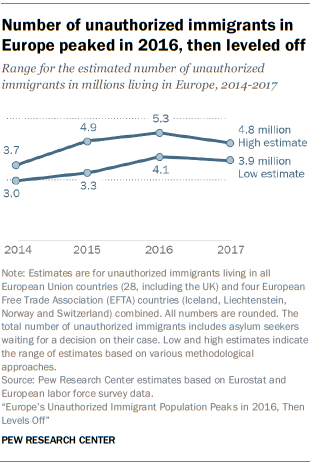 Number of unauthorized immigrants in
Europe peaked in 2016, then leveled off
Range for the estimated number of unauthorized
immigrants in millions living in Europe, 2014-2017
3.7
4.9
5.3
4.8 million
High estimate
3.0
3.3
4.1
3.9 million
Low estimate
2014 2015 2016 2017
Note: Estimates are for unauthorized immigrants living in all
European Union countries (28, including the UK) and four European
Free Trade Association (EFTA) countries (Iceland, Liechtenstein,
Norway and Switzerland) combined. All numbers are rounded. The
total number of unauthorized immigrants includes asylum seekers
waiting for a decision on their case. Low and high estimates indicate
the range of estimates based on various methodological
approaches.
Source: Pew Research Center estimates based on Eurostat and
European labor force survey data.
“Europe’s Unauthorized Immigrant Population Peaks in 2016, Then
Levels Off”
PEW RESEARCH CENTER